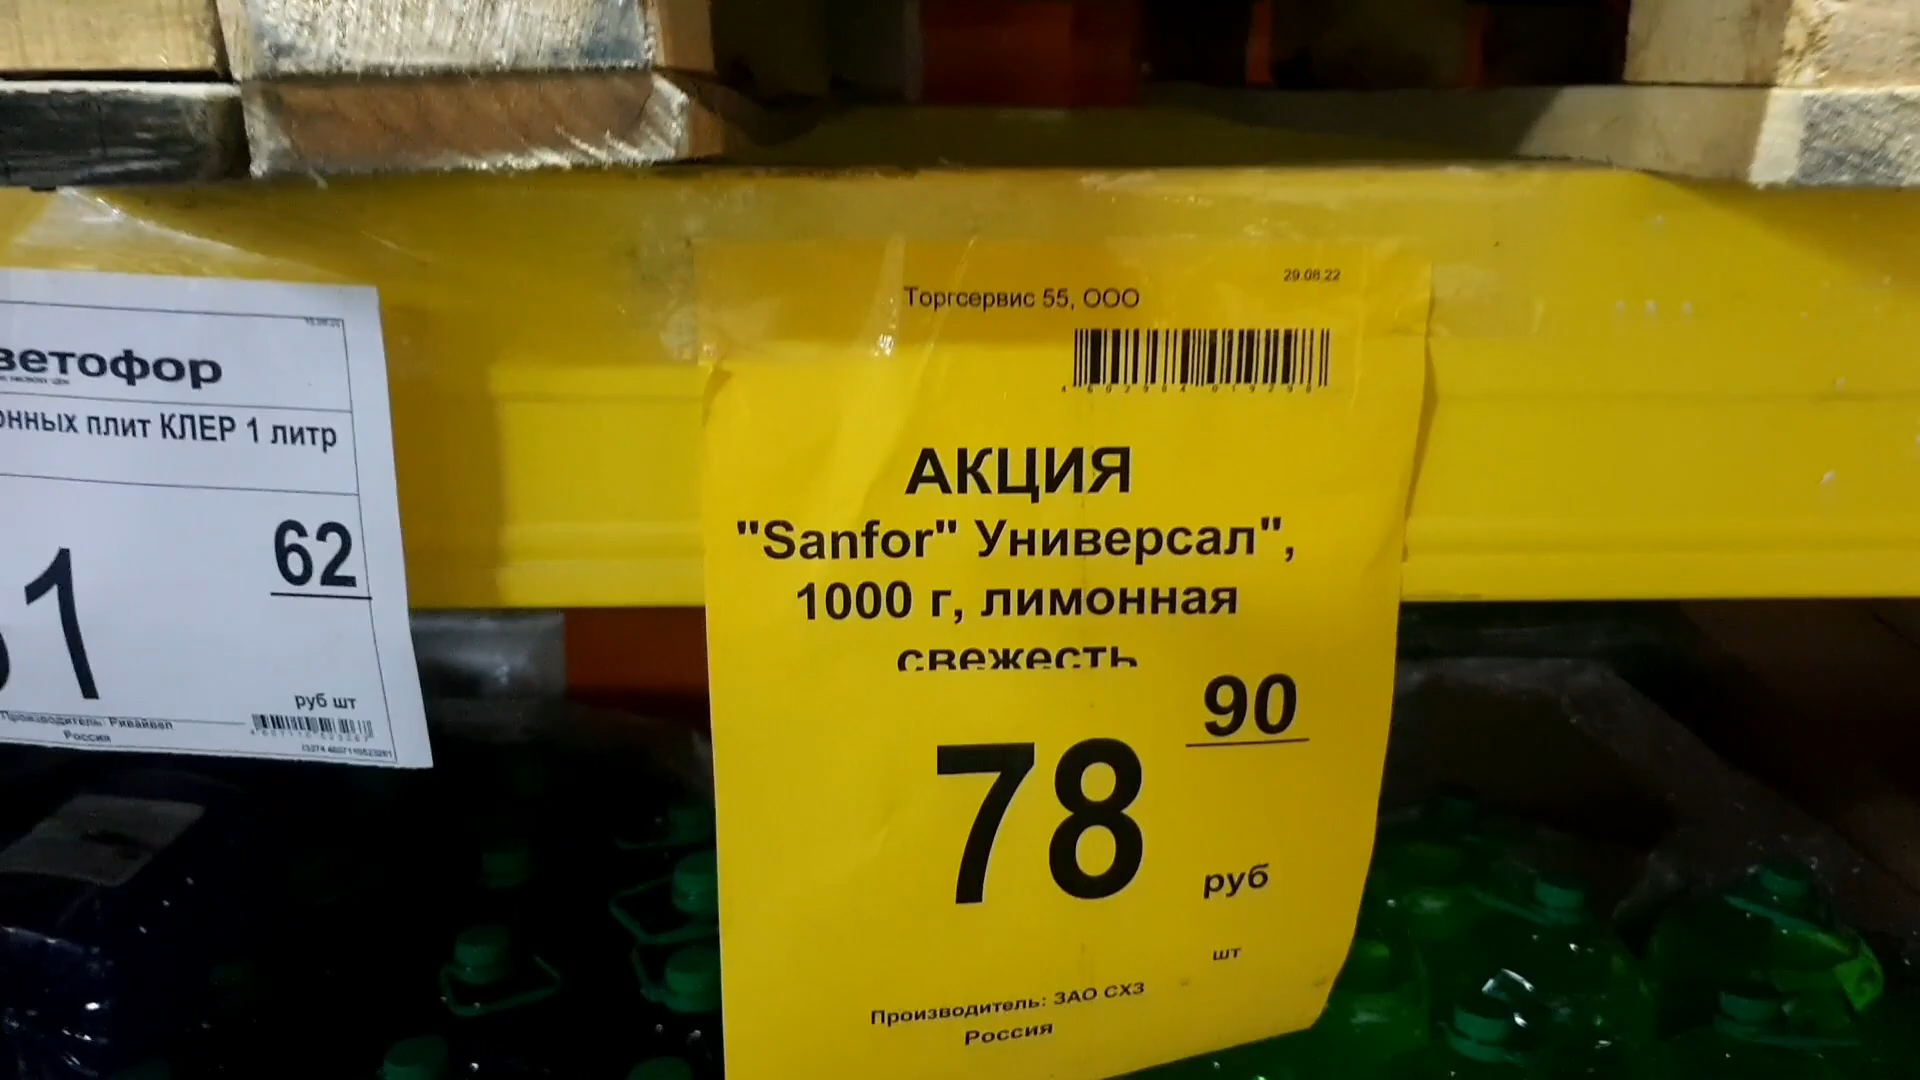 ветофор
онных плит КЛЕР 1 литр
1
62
руб шт
Производитель: Ривайвел
Россия
29.08.22
Торгсервис 55, ООО
АКЦИЯ
"Sanfor" Универсал",
1000 г, лимонная
свежесть
90
78
руб
шт
Производитель: ЗАО СХЗ
Россия